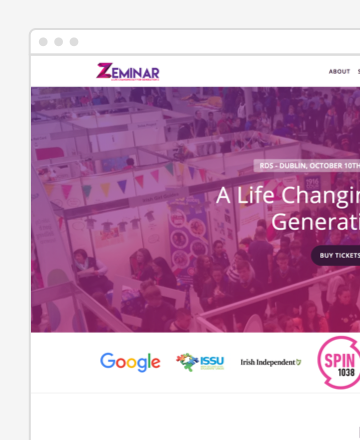 ZEMINAR
ABOUT
RDS - DUBLIN, OCTOBER 10TH
A Life Changin
Generati
BUY TICKETS
Google
ISSU
Irish Independent
SPIN
1038